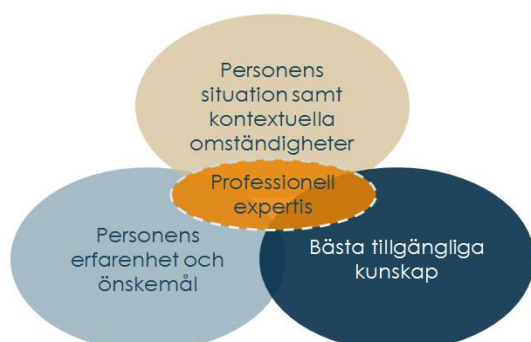 Personens
situation samt
kontextuella
omständigheter
Professionell
expertis
Personens
erfarenhet och
önskemål
Bästa tillgängliga
kunskap